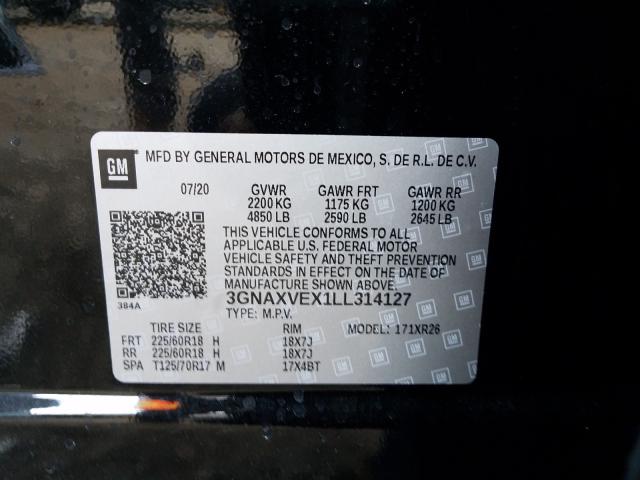 GM
MFD BY GENERAL MOTORS DE MEXICO, S. DE R.L. DE C.V.
07/20 GVWR GAWR FRT GAWR RR
2200 KG 1175 KG 1200 KG
4850 LB 2590 LB 2645 LB
THIS VEHICLE CONFORMS TO ALL
APPLICABLE U.S. FEDERAL MOTOR
VEHICLE SAFETY AND THEFT PREVENTION
STANDARDS IN EFFECT ON THE DATE OF
MANUFACTURE SHOWN ABOVE.
384A
3GNAXVEX1LL314127
TYPE: M.P.V.
TIRE SIZE RIM MODEL: 171XR26
FRT 225/60R18 H 18X7J
RR 225/60R18 H 18X7J
SPA T125/70R17 M 17X4BT